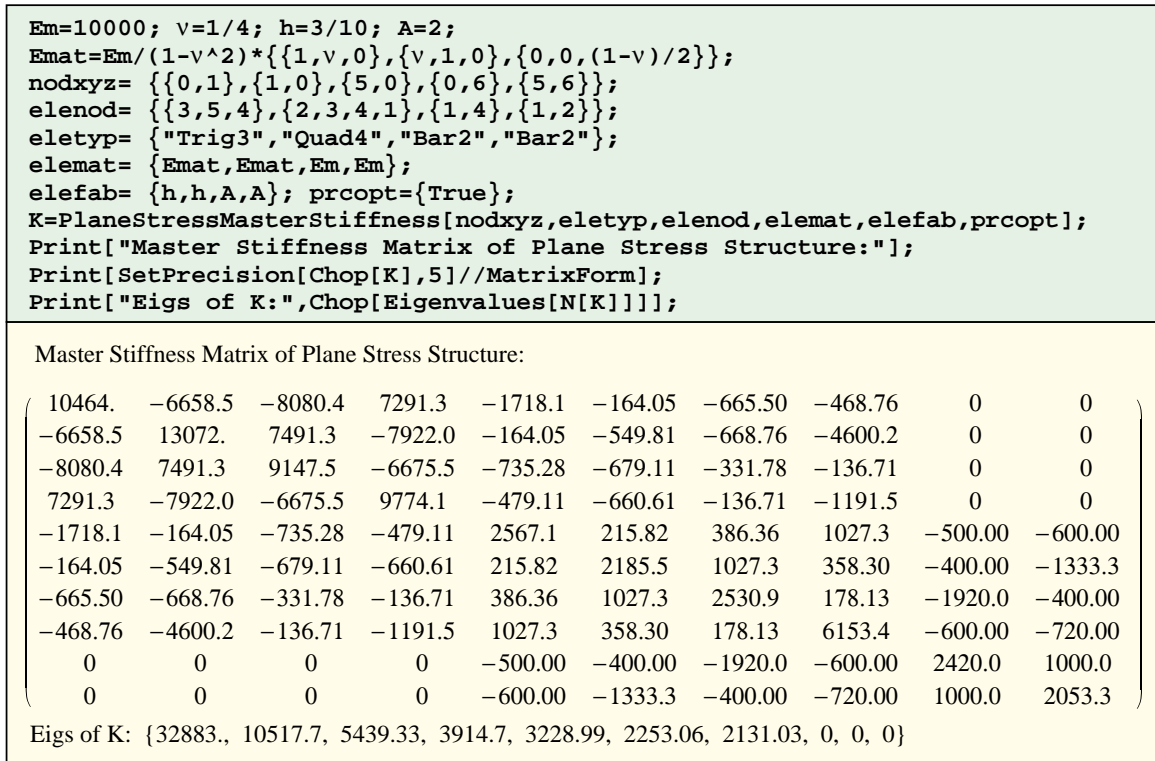 Em=10000; ν=1/4; h=3/10; A=2;
Emat=Em/(1-ν^2)*{{1,ν,0},{ν,1,0},{0,0,(1-ν)/2}};
nodxyz= {{0,1},{1,0},{5,0},{0,6},{5,6}};
elenod= {{3,5,4},{2,3,4,1},{1,4},{1,2}};
eletyp= {"Trig3","Quad4","Bar2","Bar2"};
elemat= {Emat,Emat,Em,Em};
elefab= {h,h,A,A}; prcopt={True};
K=PlaneStressMasterStiffness[nodxyz,eletyp,elenod,elemat,elefab,prcopt];
Print["Master Stiffness Matrix of Plane Stress Structure:"];
Print[SetPrecision[Chop[K],5]//MatrixForm];
Print["Eigs of K:",Chop[Eigenvalues[N[K]]]];
Master Stiffness Matrix of Plane Stress Structure:
10464. −6658.5 −8080.4 7291.3 −1718.1 −164.05 −665.50 −468.76 0 0
−6658.5 13072. 7491.3 −7922.0 −164.05 −549.81 −668.76 −4600.2 0 0
−8080.4 7491.3 9147.5 −6675.5 −735.28 −679.11 −331.78 −136.71 0 0
7291.3 −7922.0 −6675.5 9774.1 −479.11 −660.61 −136.71 −1191.5 0 0
−1718.1 −164.05 −735.28 −479.11 2567.1 215.82 386.36 1027.3 −500.00 −600.00
−164.05 −549.81 −679.11 −660.61 215.82 2185.5 1027.3 358.30 −400.00 −1333.3
−665.50 −668.76 −331.78 −136.71 386.36 1027.3 2530.9 178.13 −1920.0 −400.00
−468.76 −4600.2 −136.71 −1191.5 1027.3 358.30 178.13 6153.4 −600.00 −720.00
0 0 0 0 −500.00 −400.00 −1920.0 −600.00 2420.0 1000.0
0 0 0 0 −600.00 −1333.3 −400.00 −720.00 1000.0 2053.3
Eigs of K: {32883., 10517.7, 5439.33, 3914.7, 3228.99, 2253.06, 2131.03, 0, 0, 0}